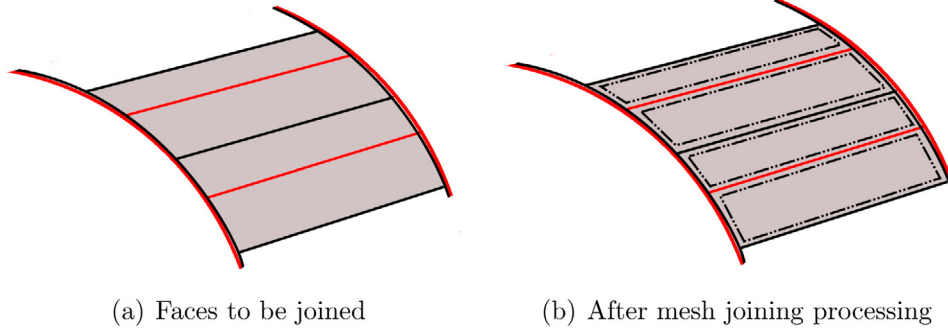 (a) Faces to be joined
(b) After mesh joining processing